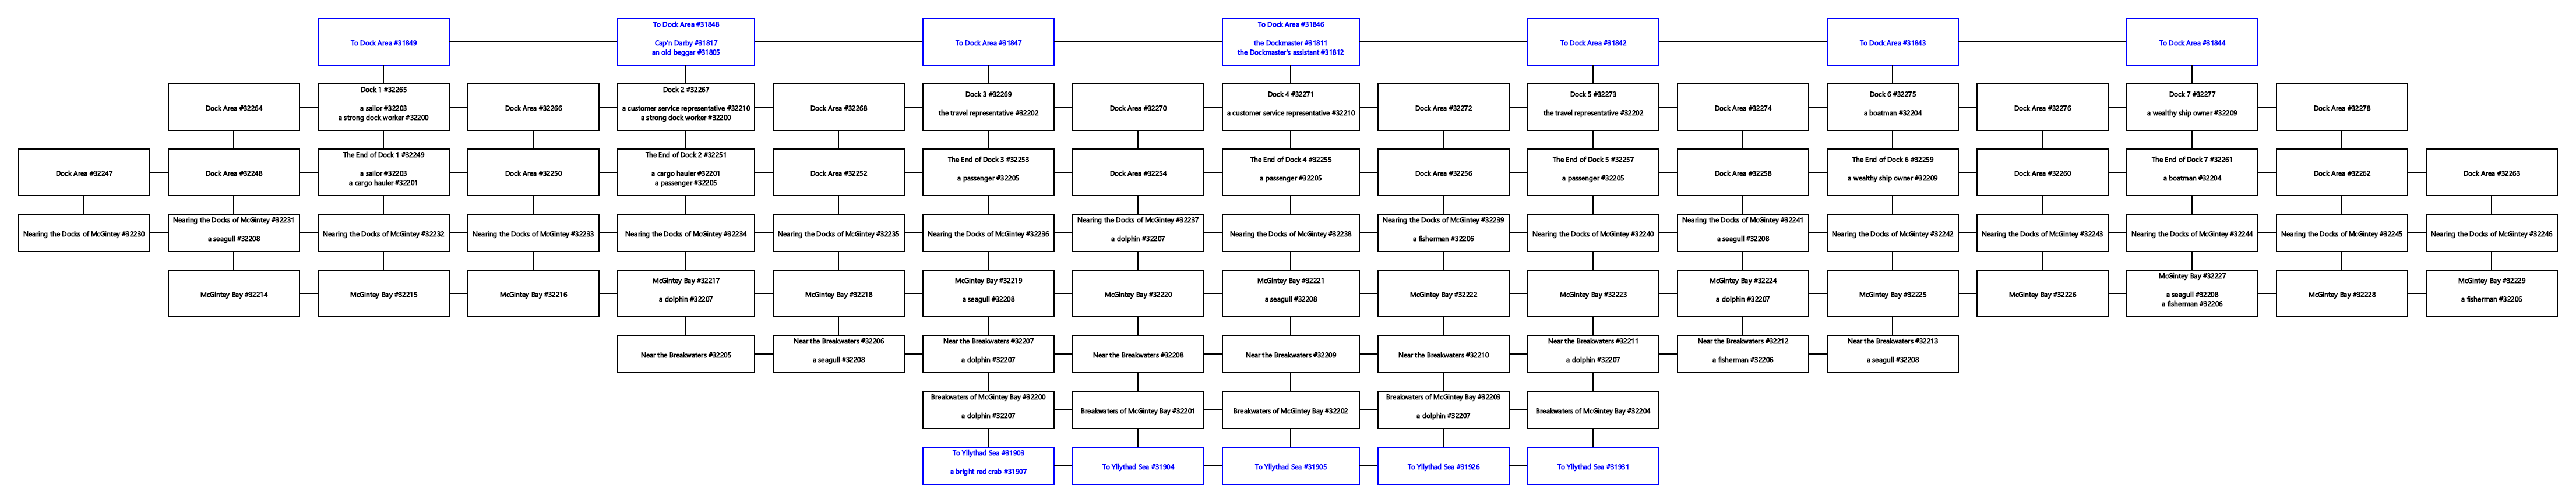 To Dock Area #31849
To Dock Area #31848
Cap'n Darby #31817
an old beggar #31805
To Dock Area #31847
To Dock Area #31846
the Dockmaster #31811
the Dockmaster's assistant #31812
To Dock Area #31842
To Dock Area #31843
To Dock Area #31844
Dock Area #32264
Dock 1 #32265
a sailor #32203
a strong dock worker #32200
Dock Area #32266
Dock 2 #32267
a customer service representative #32210
a strong dock worker #32200
Dock Area #32268
Dock 3 #32269
the travel representative #32202
Dock Area #32270
Dock 4 #32271
a customer service representative #32210
Dock Area #32272
Dock 5 #32273
the travel representative #32202
Dock Area #32274
Dock 6 #32275
a boatman #32204
Dock Area #32276
Dock 7 #32277
a wealthy ship owner #32209
Dock Area #32278
Dock Area #32247
Dock Area #32248
The End of Dock 1 #32249
a sailor #32203
a cargo hauler #32201
Dock Area #32250
The End of Dock 2 #32251
a cargo hauler #32201
a passenger #32205
Dock Area #32252
The End of Dock 3 #32253
a passenger #32205
Dock Area #32254
The End of Dock 4 #32255
a passenger #32205
Dock Area #32256
The End of Dock 5 #32257
a passenger #32205
Dock Area #32258
The End of Dock 6 #32259
a wealthy ship owner #32209
Dock Area #32260
The End of Dock 7 #32261
a boatman #32204
Dock Area #32262
Dock Area #32263
Nearing the Docks of McGintey #32230
Nearing the Docks of McGintey #32231
a seagull #32208
Nearing the Docks of McGintey #32232
Nearing the Docks of McGintey #32233
Nearing the Docks of McGintey #32234
Nearing the Docks of McGintey #32235
Nearing the Docks of McGintey #32236
Nearing the Docks of McGintey #32237
a dolphin #32207
Nearing the Docks of McGintey #32238
Nearing the Docks of McGintey #32239
a fisherman #32206
Nearing the Docks of McGintey #32240
Nearing the Docks of McGintey #32241
a seagull #32208
Nearing the Docks of McGintey #32242
Nearing the Docks of McGintey #32243
Nearing the Docks of McGintey #32244
Nearing the Docks of McGintey #32245
Nearing the Docks of McGintey #32246
McGintey Bay #32214
McGintey Bay #32215
McGintey Bay #32216
McGintey Bay #32217
a dolphin #32207
McGintey Bay #32218
McGintey Bay #32219
a seagull #32208
McGintey Bay #32220
McGintey Bay #32221
a seagull #32208
McGintey Bay #32222
McGintey Bay #32223
McGintey Bay #32224
a dolphin #32207
McGintey Bay #32225
McGintey Bay #32226
McGintey Bay #32227
a seagull #32208
a fisherman #32206
McGintey Bay #32228
McGintey Bay #32229
a fisherman #32206
Near the Breakwaters #32205
Near the Breakwaters #32206
a seagull #32208
Near the Breakwaters #32207
a dolphin #32207
Near the Breakwaters #32208
Near the Breakwaters #32209
Near the Breakwaters #32210
Near the Breakwaters #32211
a dolphin #32207
Near the Breakwaters #32212
a fisherman #32206
Near the Breakwaters #32213
a seagull #32208
Breakwaters of McGintey Bay #32200
a dolphin #32207
Breakwaters of McGintey Bay #32201
Breakwaters of McGintey Bay #32202
Breakwaters of McGintey Bay #32203
a dolphin #32207
Breakwaters of McGintey Bay #32204
To Yllythad Sea #31903
a bright red crab #31907
To Yllythad Sea #31904
To Yllythad Sea #31905
To Yllythad Sea #31926
To Yllythad Sea #31931